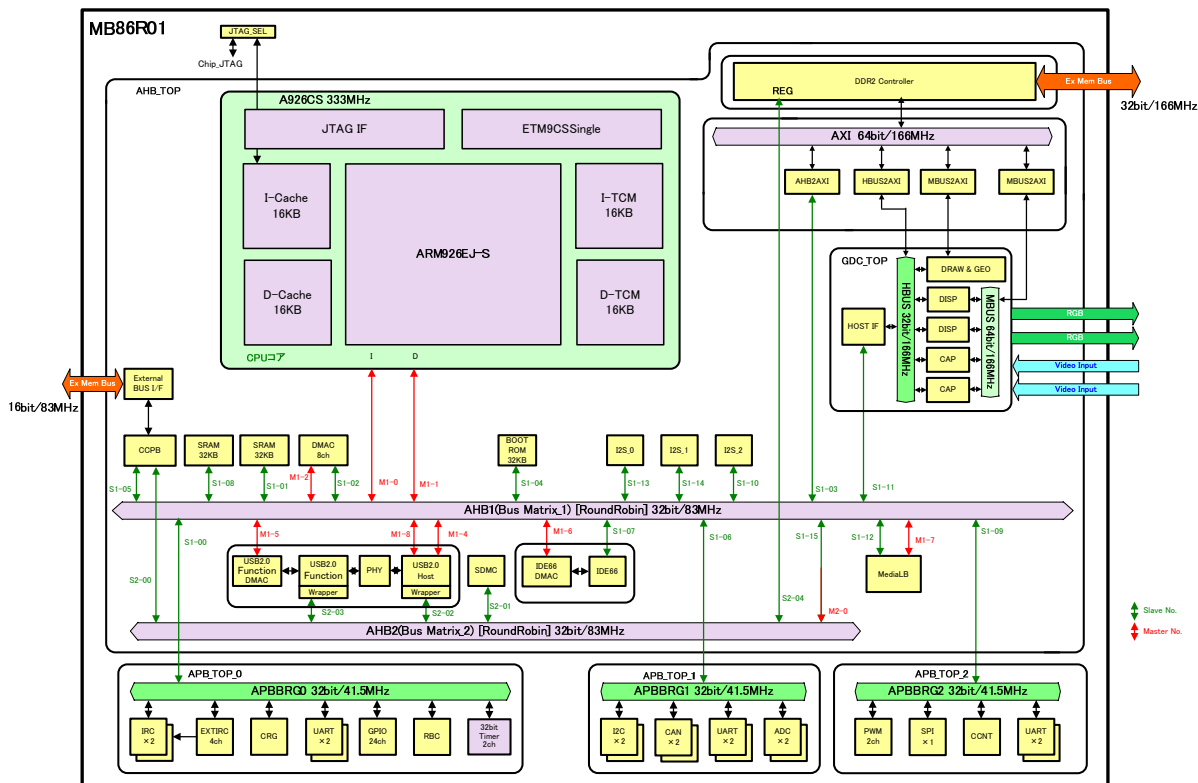 MB86R01
JTAG_SEL
Chip_JTAG
AHB_TOP
A926CS 333MHz
JTAG IF
ETM9CSSingle
I-Cache
16KB
ARM926EJ-S
I-TCM
16KB
D-Cache
16KB
D-TCM
16KB
CPUコア
I
D
DDR2 Controller
REG
Ex Mem Bus
32bit/166MHz
AXI 64bit/166MHz
AHB2AXI
HBUS2AXI
MBUS2AXI
MBUS2AXI
GDC_TOP
HOST IF
HBUS 32bit/166MHz
DRAW & GEO
DISP
DISP
CAP
CAP
MBUS 64bit/166MHz
RGB
RGB
Video Input
Video Input
Ex Mem Bus
16bit/83MHz
External
BUS I/F
CCPB
SRAM
32KB
SRAM
32KB
DMAC
8ch
BOOT
ROM
32KB
I2S_0
I2S_1
I2S_2
S1-05
S1-08
S1-01
M1-2
S1-02
M1-0
M1-1
S1-04
S1-13
S1-14
S1-10
S1-03
S1-11
AHB1(Bus Matrix_1) [RoundRobin] 32bit/83MHz
S1-00
M1-5
M1-8
M1-4
M1-6
S1-07
S1-06
S1-15
S1-12
M1-7
S1-09
S2-00
USB2.0
Function
DMAC
USB2.0
Function
Wrapper
PHY
USB2.0
Host
Wrapper
SDMC
IDE66
DMAC
IDE66
MediaLB
S2-03
S2-02
S2-01
S2-04
M2-0
AHB2(Bus Matrix_2) [RoundRobin] 32bit/83MHz
Slave No.
Master No.
APB_TOP_0
APBBRG0 32bit/41.5MHz
IRC
×2
EXTIRC
4ch
CRG
UART
×2
GPIO
24ch
RBC
32bit
Timer
2ch
APB_TOP_1
APBBRG1 32bit/41.5MHz
I2C
×2
CAN
×2
UART
×2
ADC
×2
APB_TOP_2
APBBRG2 32bit/41.5MHz
PWM
2ch
SPI
×1
CCNT
UART
×2